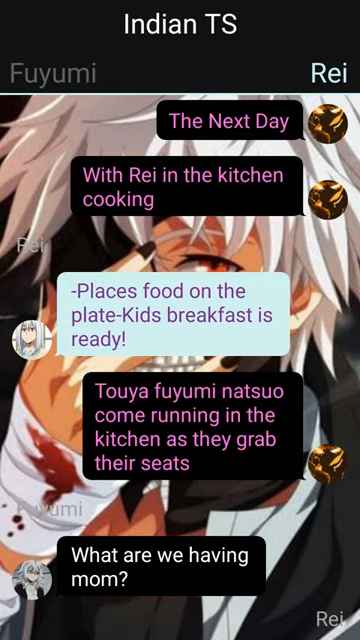 Indian TS
Fuyumi
Rei
The Next Day
With Rei in the kitchen
cooking
Rei
-Places food on the
plate-Kids breakfast is
ready!
Touya fuyumi natsuo
come running in the
kitchen as they grab
their seats
Fuyumi
What are we having
mom?
Rei